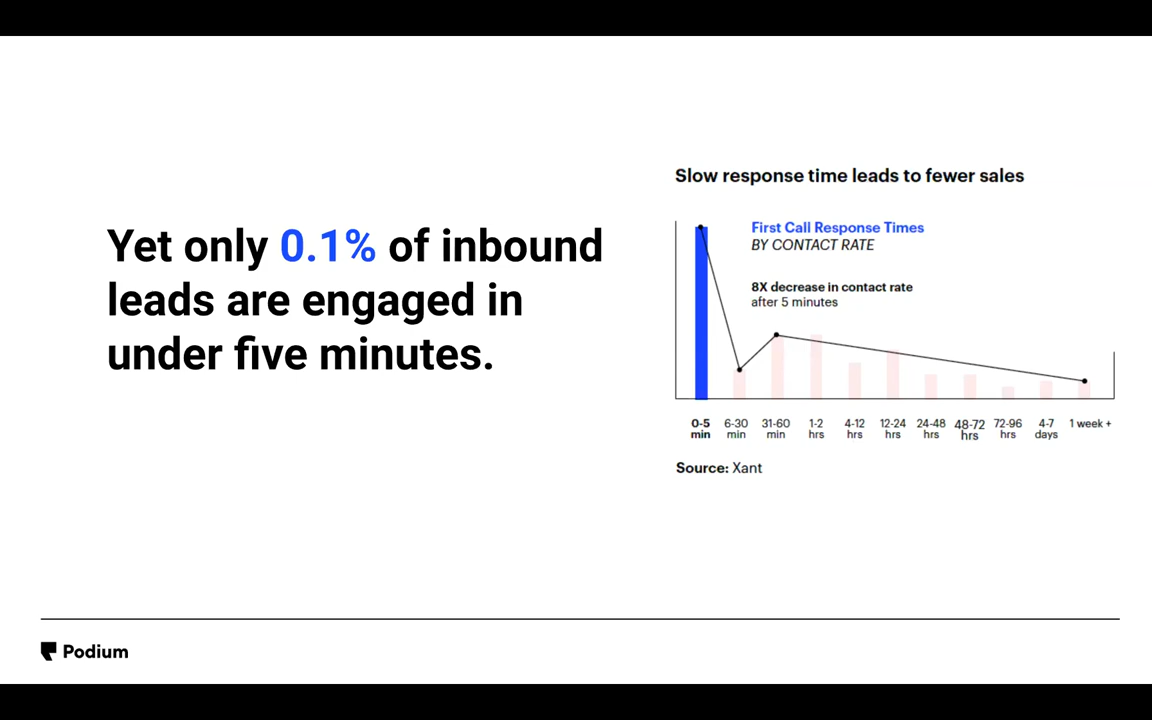 Yet only 0.1% of inbound
leads are engaged in
under five minutes.
Slow response time leads to fewer sales
First Call Response Times
BY CONTACT RATE
8X decrease in contact rate
after 5 minutes
0-5 min
6-30 min
31-60 min
1-2 hrs
4-12 hrs
12-24 hrs
24-48 hrs
48-72 hrs
72-96 hrs
4-7 days
1 week +
Source: Xant
Podium